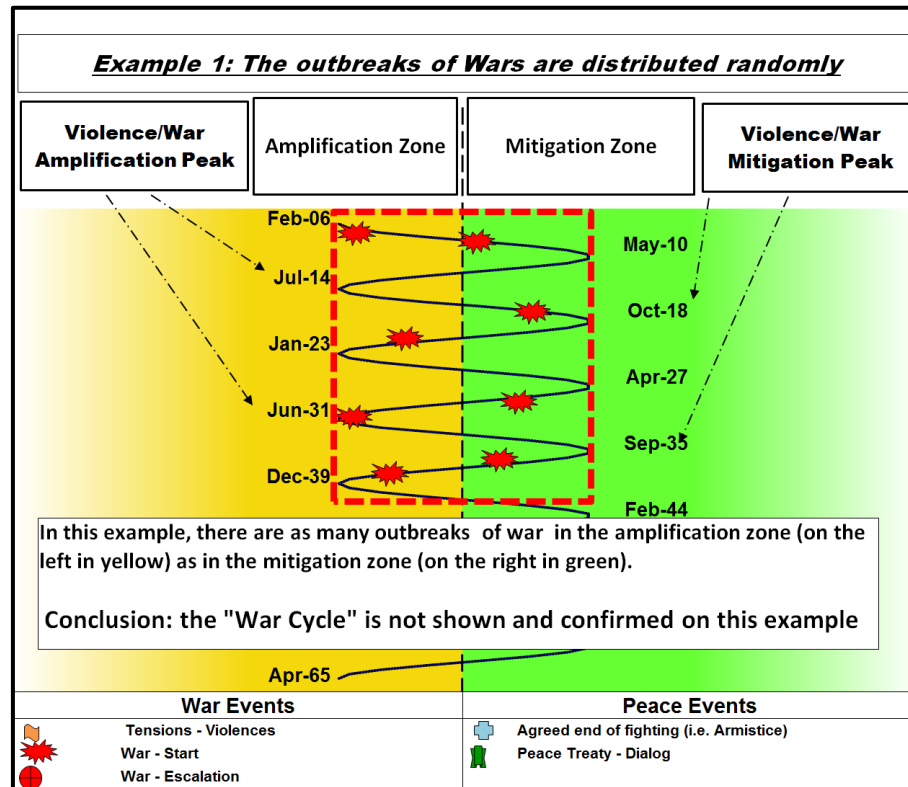 Example 1: The outbreaks of Wars are distributed randomly
Violence/War
Amplification Peak
Amplification Zone
Mitigation Zone
Violence/War
Mitigation Peak
Feb-06
May-10
Jul-14
Oct-18
Jan-23
Apr-27
Jun-31
Sep-35
Dec-39
Feb-44
In this example, there are as many outbreaks of war in the amplification zone (on the
left in yellow) as in the mitigation zone (on the right in green).
Conclusion: the "War Cycle" is not shown and confirmed on this example
Apr-65
War Events
Peace Events
Tensions - Violences
Agreed end of fighting (i.e. Armistice)
War - Start
Peace Treaty - Dialog
War - Escalation